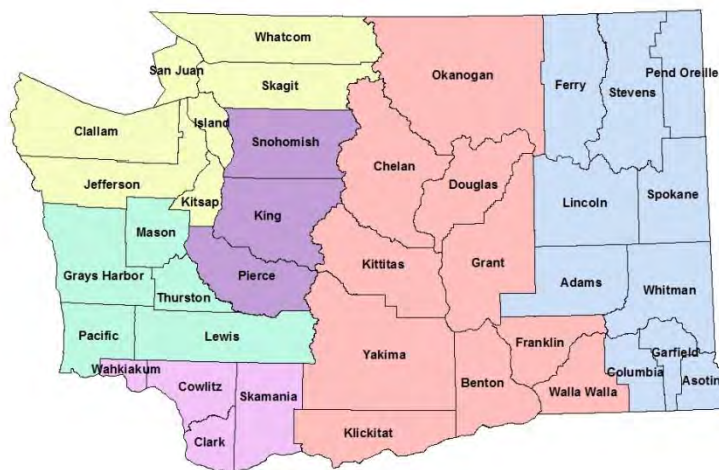 Whatcom
San Juan
Skagit
Okanogan
Ferry
Stevens
Pend Oreille
Clallam
Island
Snohomish
Chelan
Douglas
Jefferson
Kitsap
King
Lincoln
Spokane
Mason
Grays Harbor
Pierce
Kittitas
Grant
Adams
Whitman
Thurston
Pacific
Lewis
Yakima
Franklin
Garfield
Wahkiakum
Cowlitz
Skamania
Benton
Walla Walla
Columbia
Asotin
Clark
Klickitat